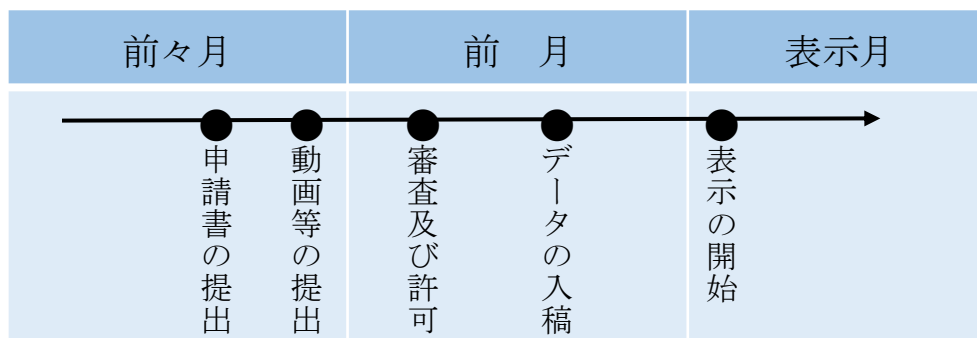 前々月
前　月
表示月
申請書の提出
動画等の提出
審査及び許可
データの入稿
表示の開始